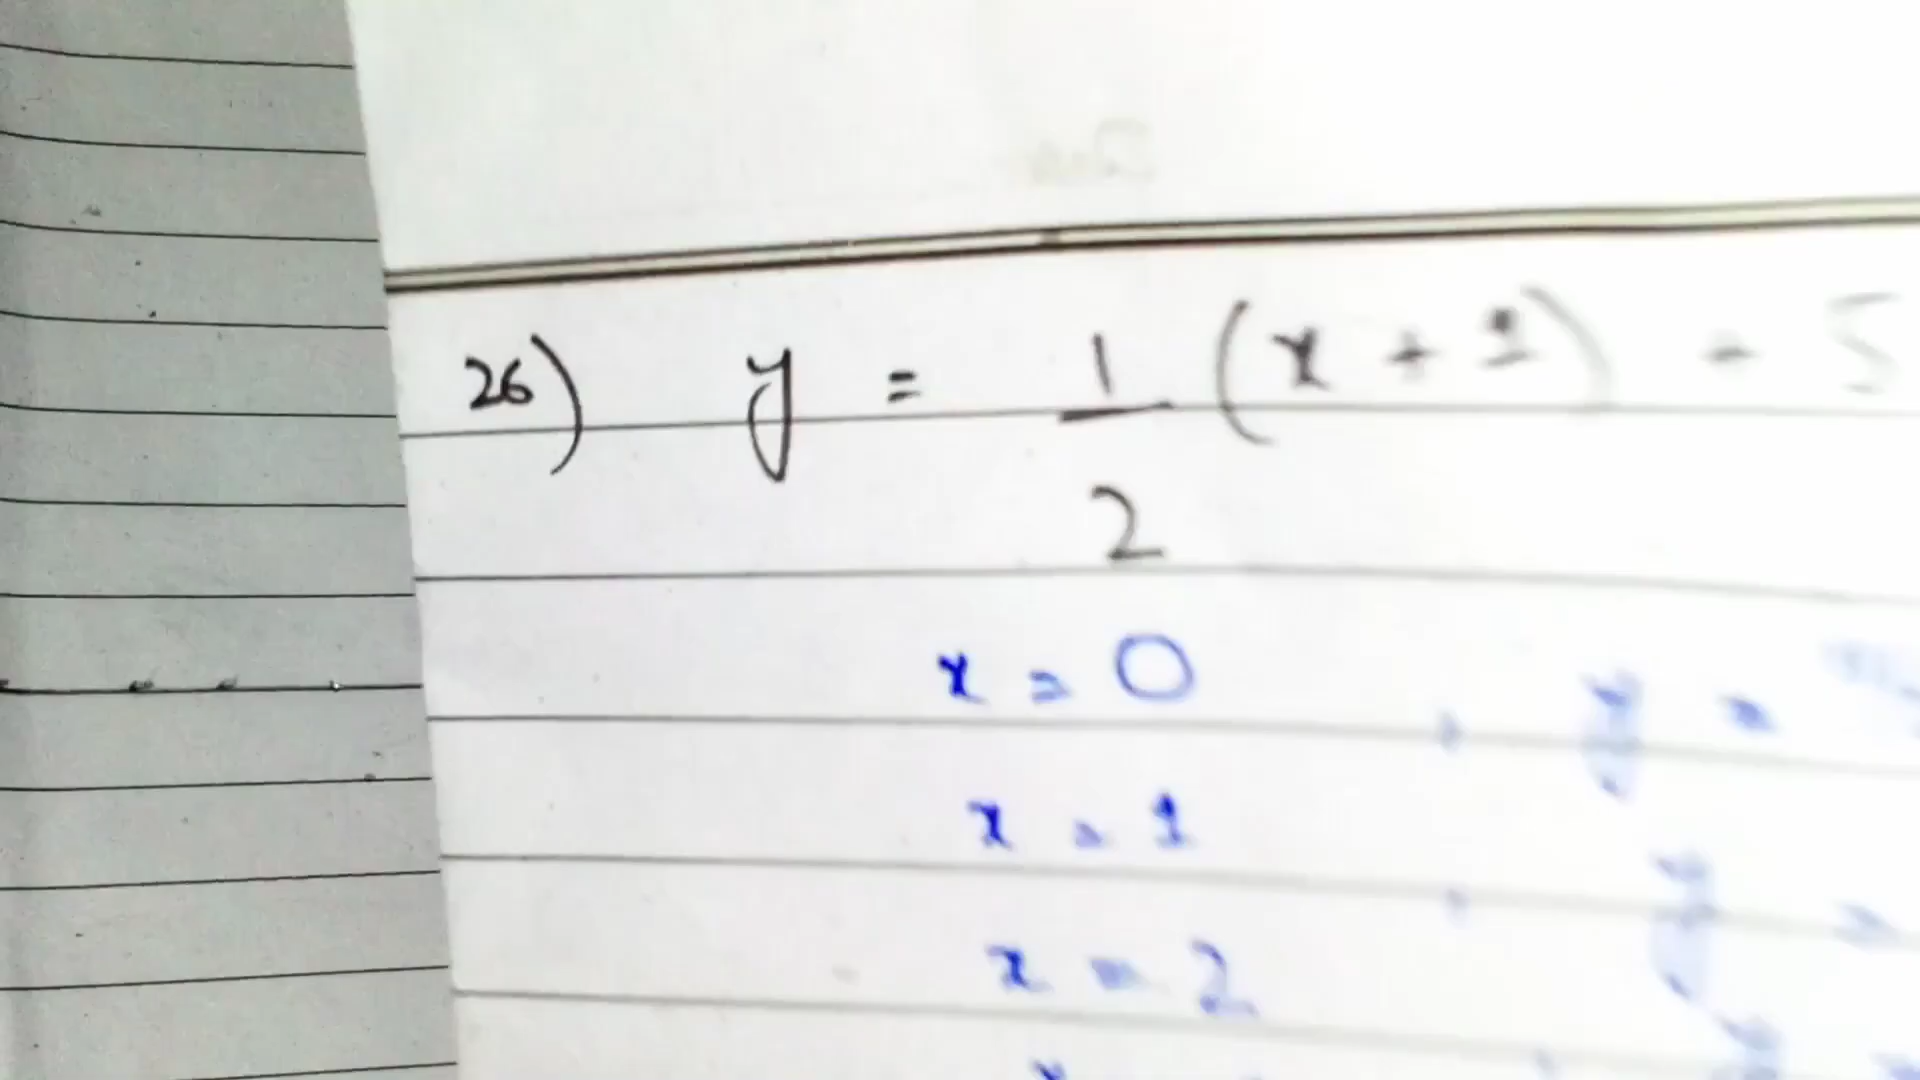 26) y = 1/2 (x + 1) - 5
x = 0 , y =
x = 1 , y =
x = 2